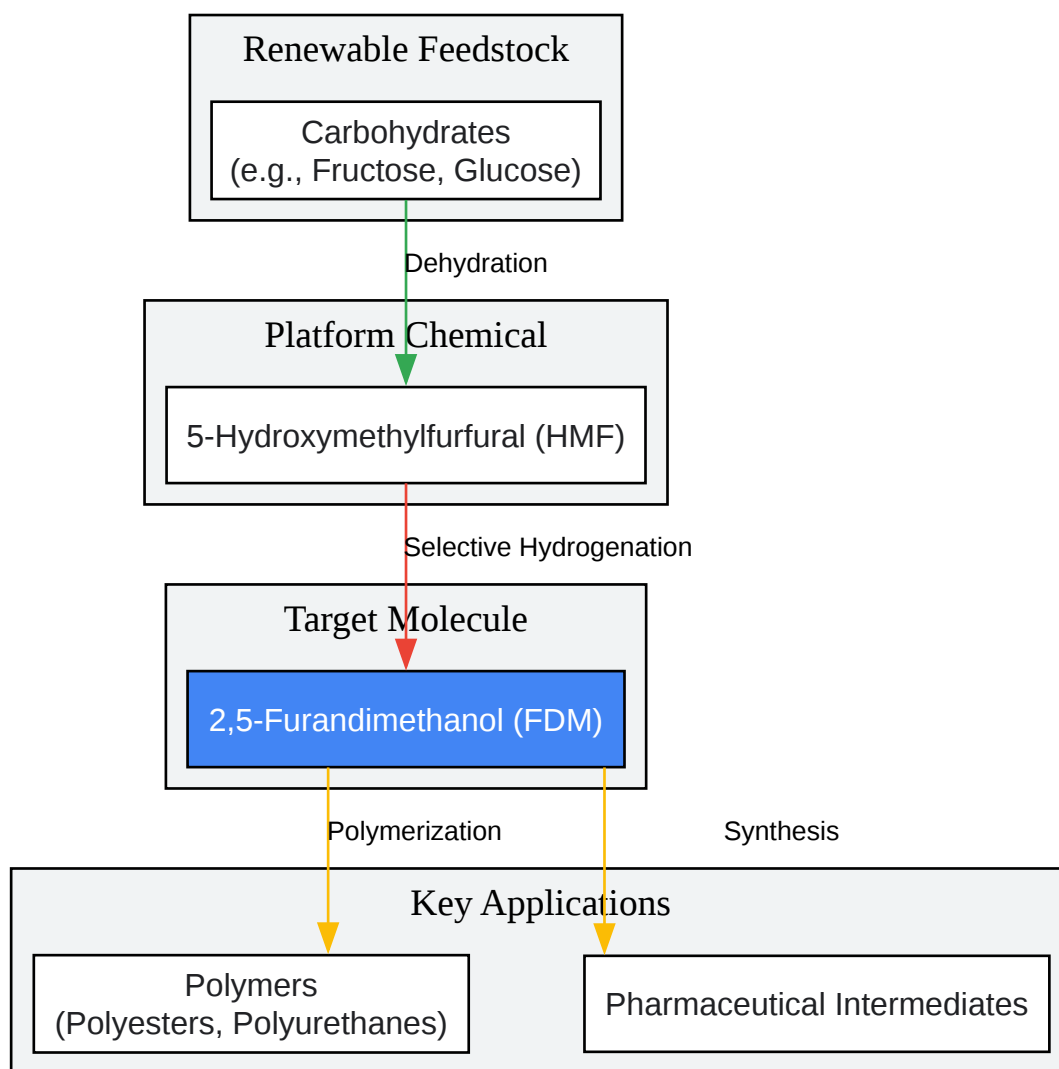 Renewable Feedstock
Carbohydrates
(e.g., Fructose, Glucose)
Dehydration
Platform Chemical
5-Hydroxymethylfurfural (HMF)
Selective Hydrogenation
Target Molecule
2,5-Furandimethanol (FDM)
Polymerization
Synthesis
Key Applications
Polymers
(Polyesters, Polyurethanes)
Pharmaceutical Intermediates